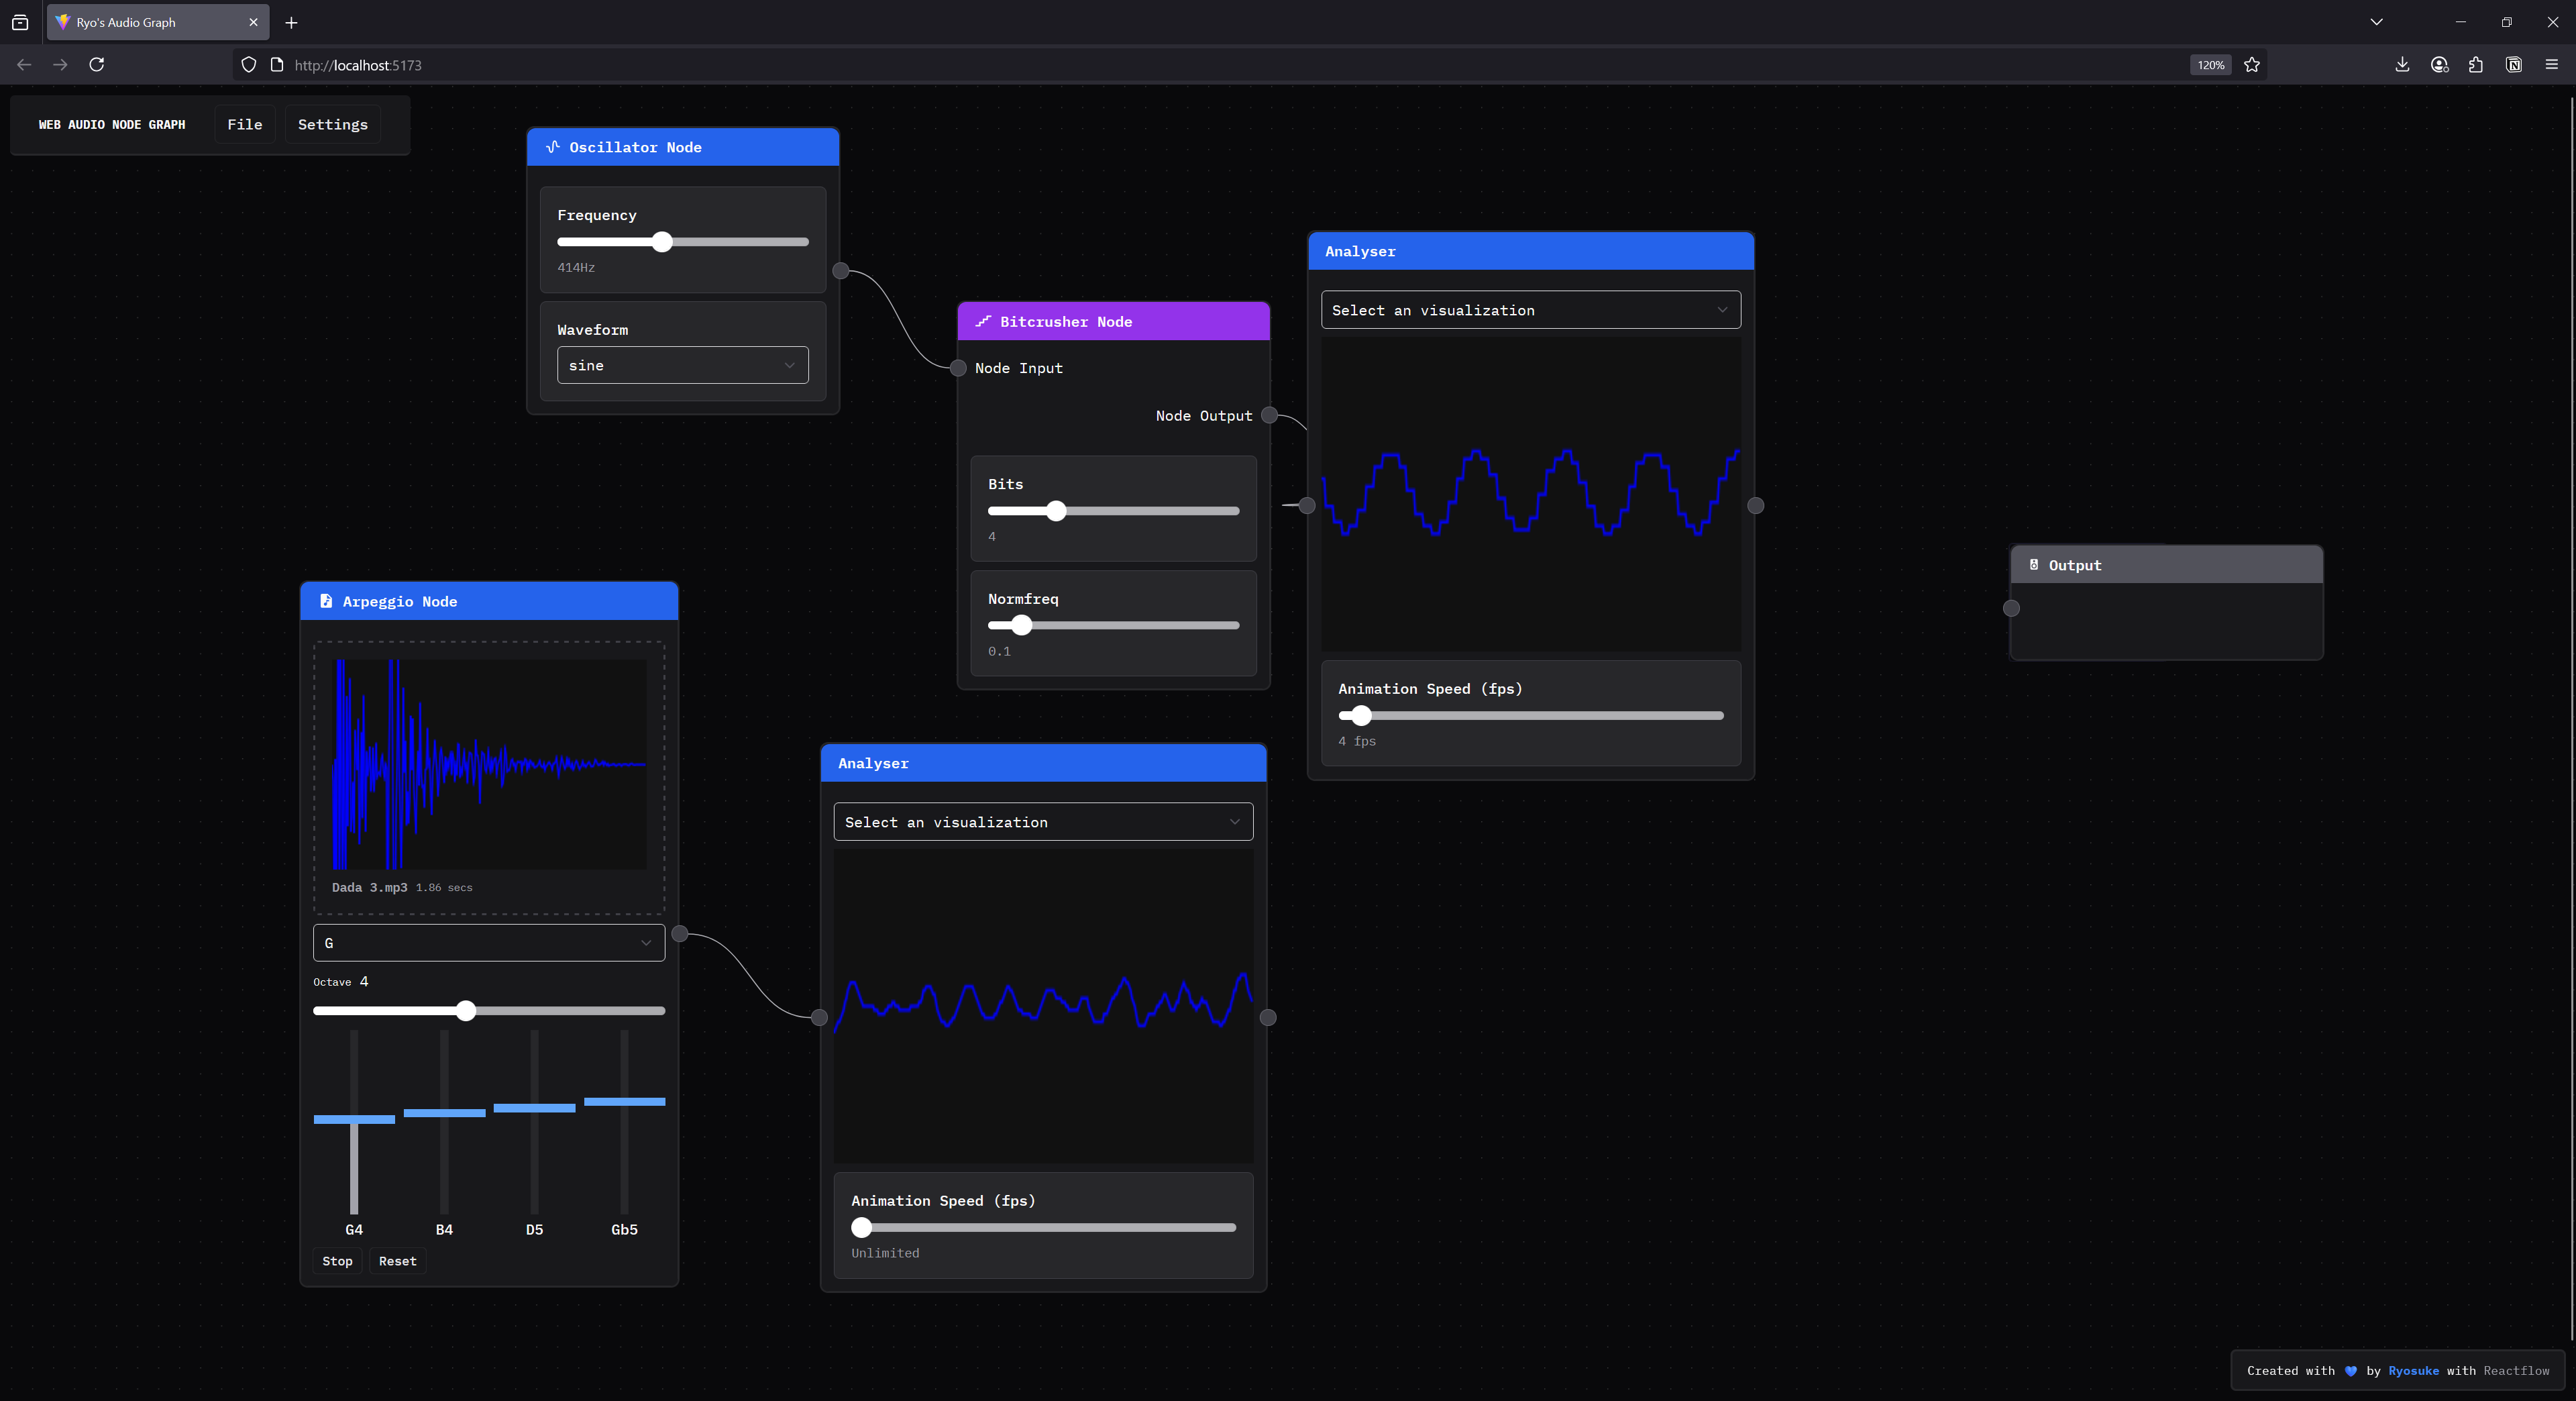 Ryo's Audio Graph
http://localhost:5173
120%
WEB AUDIO NODE GRAPH
File
Settings
Oscillator Node
Frequency
414Hz
Waveform
sine
Bitcrusher Node
Node Input
Node Output
Bits
4
Normfreq
0.1
Analyser
Select an visualization
Animation Speed (fps)
4 fps
Output
Arpeggio Node
Dada 3.mp3 1.86 secs
G
Octave 4
G4 B4 D5 Gb5
Stop Reset
Analyser
Select an visualization
Animation Speed (fps)
Unlimited
Created with 💙 by Ryosuke with Reactflow